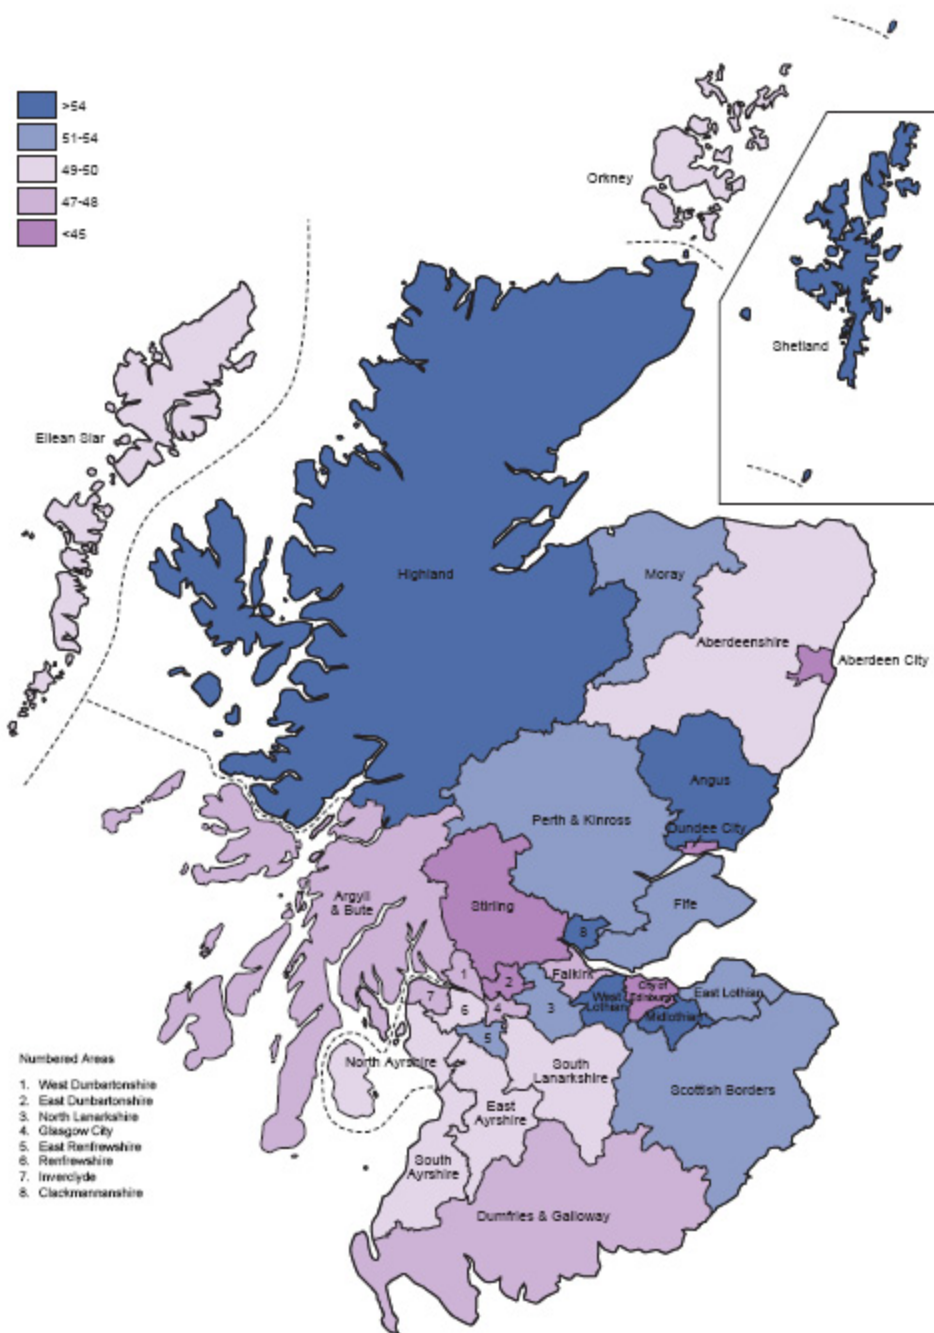 >54
51-54
49-50
47-48
<45
Orkney
Shetland
Eilean Siar
Highland
Moray
Aberdeenshire
Aberdeen City
Angus
Perth & Kinross
Dundee City
Argyll
& Bute
Stirling
Fife
8
1
2
Falkirk
City of
Edinburgh
East Lothian
West
Lothian
Midlothian
7
6
4
3
5
North Ayrshire
South
Lanarkshire
Scottish Borders
East
Ayrshire
South
Ayrshire
Dumfries & Galloway
Numbered Areas
1. West Dunbartonshire
2. East Dunbartonshire
3. North Lanarkshire
4. Glasgow City
5. East Renfrewshire
6. Renfrewshire
7. Inverclyde
8. Clackmannanshire